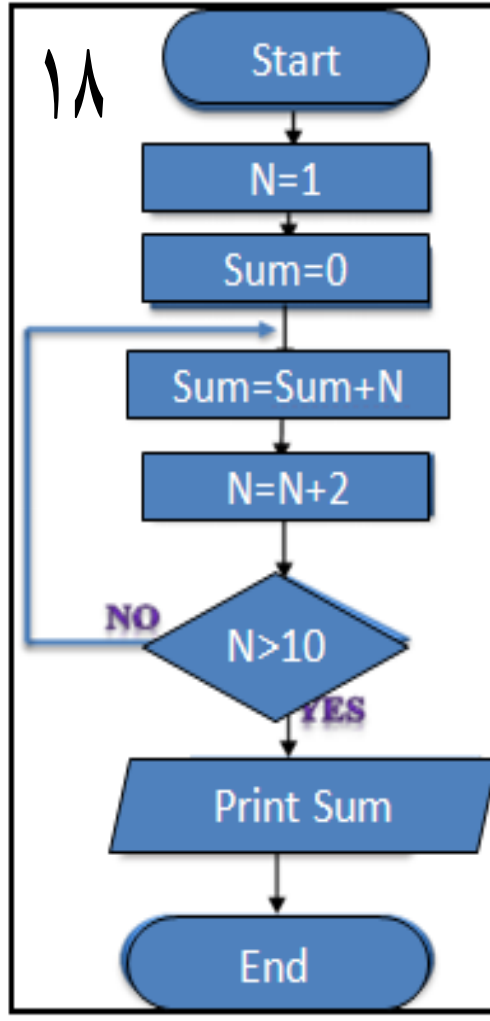 ١٨
Start
N=1
Sum=0
Sum=Sum+N
N=N+2
NO
N>10
YES
Print Sum
End